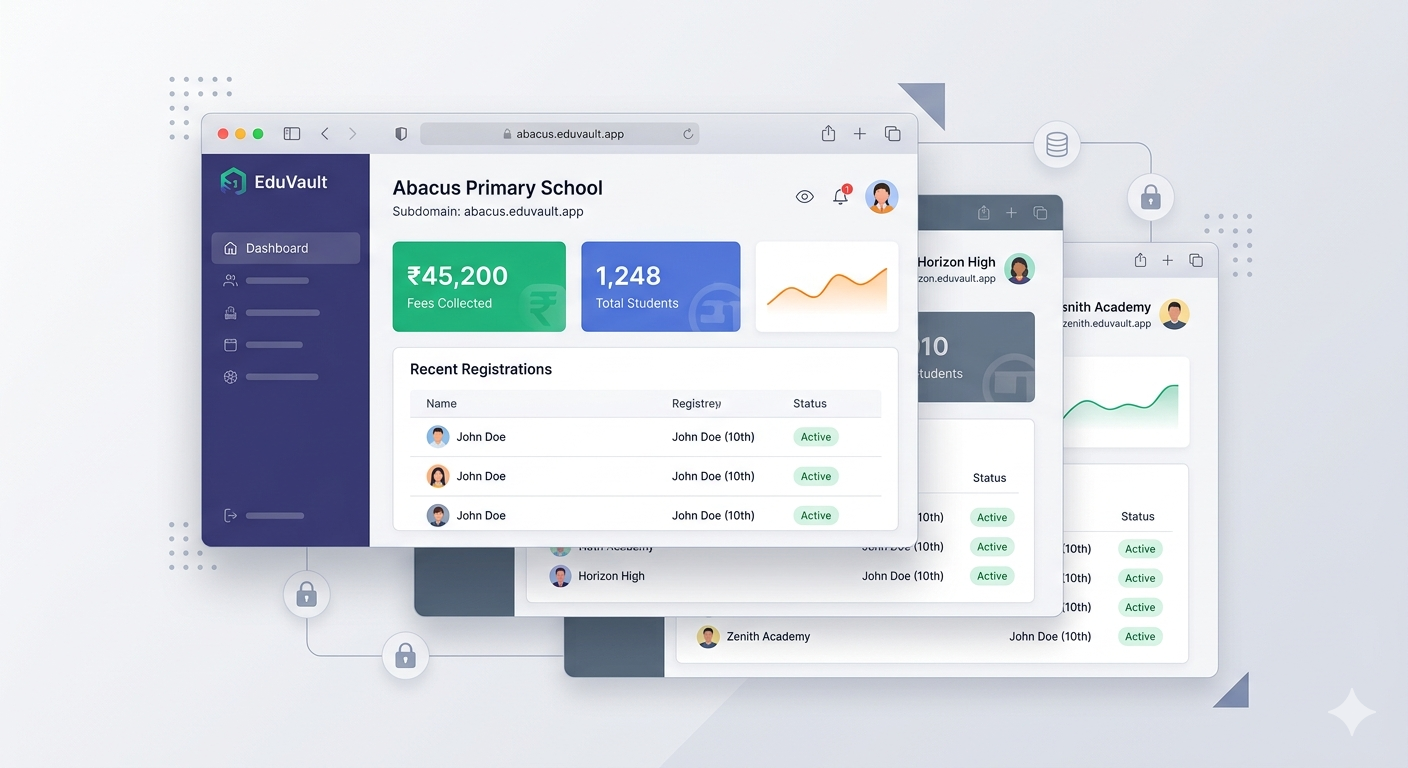 abacus.eduvault.app
EduVault
Dashboard
Abacus Primary School
Subdomain: abacus.eduvault.app
1
₹45,200
Fees Collected
₹
1,248
Total Students
Recent Registrations
Name Registrey Status
John Doe John Doe (10th) Active
John Doe John Doe (10th) Active
John Doe John Doe (10th) Active
Horizon High
zon.eduvault.app
10
tudents
Status
10th) Active
(10th) Active
Horizon High John Doe (10th) Active
Academy
zenith.eduvault.app
Status
(10th) Active
(10th) Active
(10th) Active
Zenith Academy John Doe (10th) Active